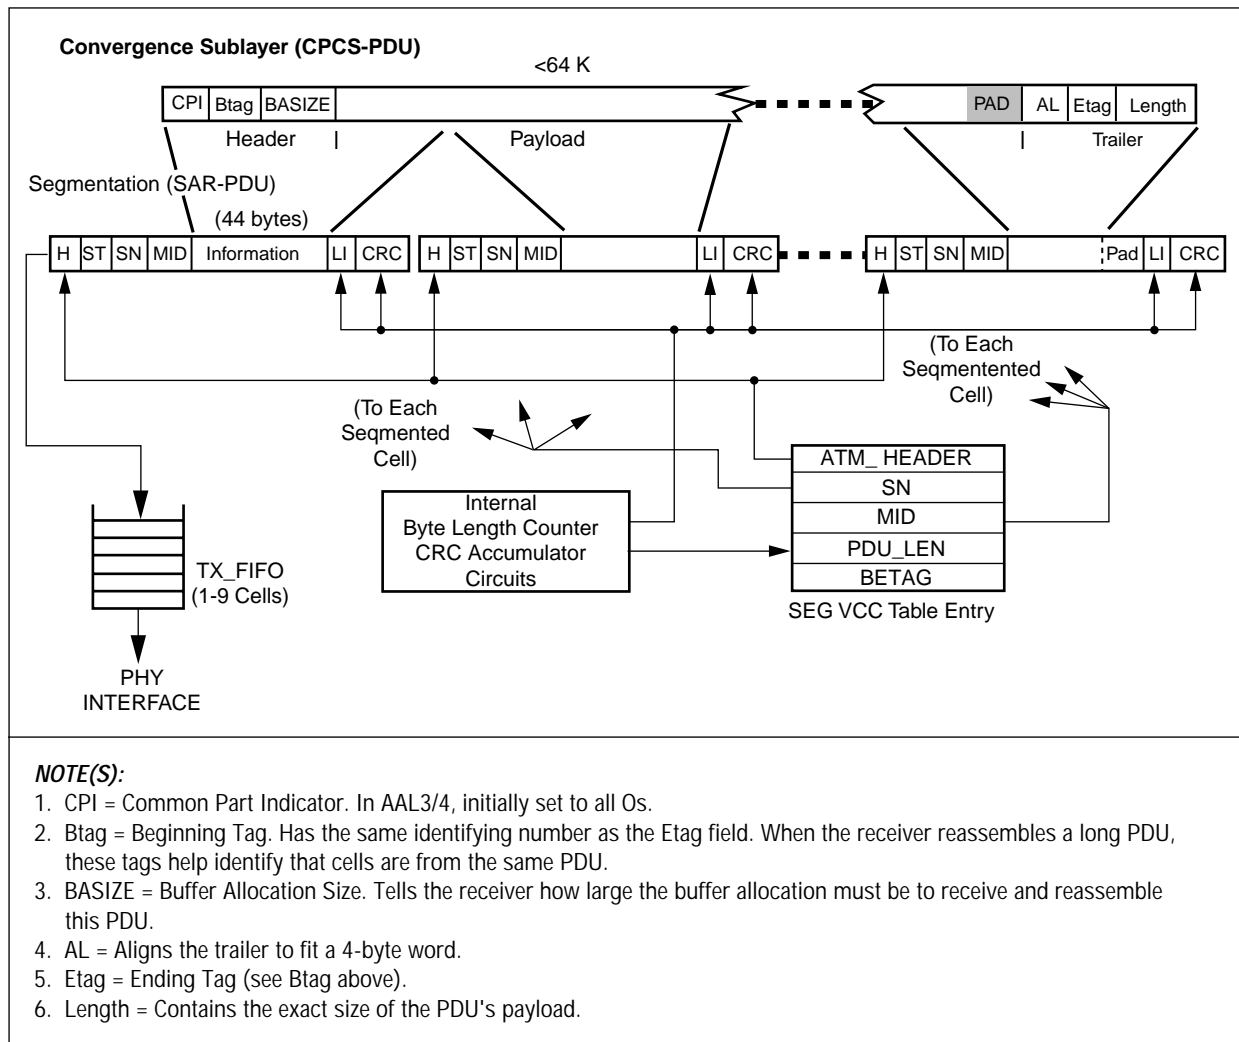 Convergence Sublayer (CPCS-PDU)
<64 K
CPI Btag BASIZE
PAD AL Etag Length
Header | Payload | Trailer
Segmentation (SAR-PDU)
(44 bytes)
H ST SN MID Information LI CRC H ST SN MID LI CRC H ST SN MID Pad LI CRC
(To Each
Seqmentented
Cell)
(To Each
Seqmented
Cell)
ATM_ HEADER
SN
MID
PDU_LEN
BETAG
SEG VCC Table Entry
Internal
Byte Length Counter
CRC Accumulator
Circuits
TX_FIFO
(1-9 Cells)
PHY
INTERFACE
NOTE(S):
1. CPI = Common Part Indicator. In AAL3/4, initially set to all Os.
2. Btag = Beginning Tag. Has the same identifying number as the Etag field. When the receiver reassembles a long PDU,
these tags help identify that cells are from the same PDU.
3. BASIZE = Buffer Allocation Size. Tells the receiver how large the buffer allocation must be to receive and reassemble
this PDU.
4. AL = Aligns the trailer to fit a 4-byte word.
5. Etag = Ending Tag (see Btag above).
6. Length = Contains the exact size of the PDU's payload.